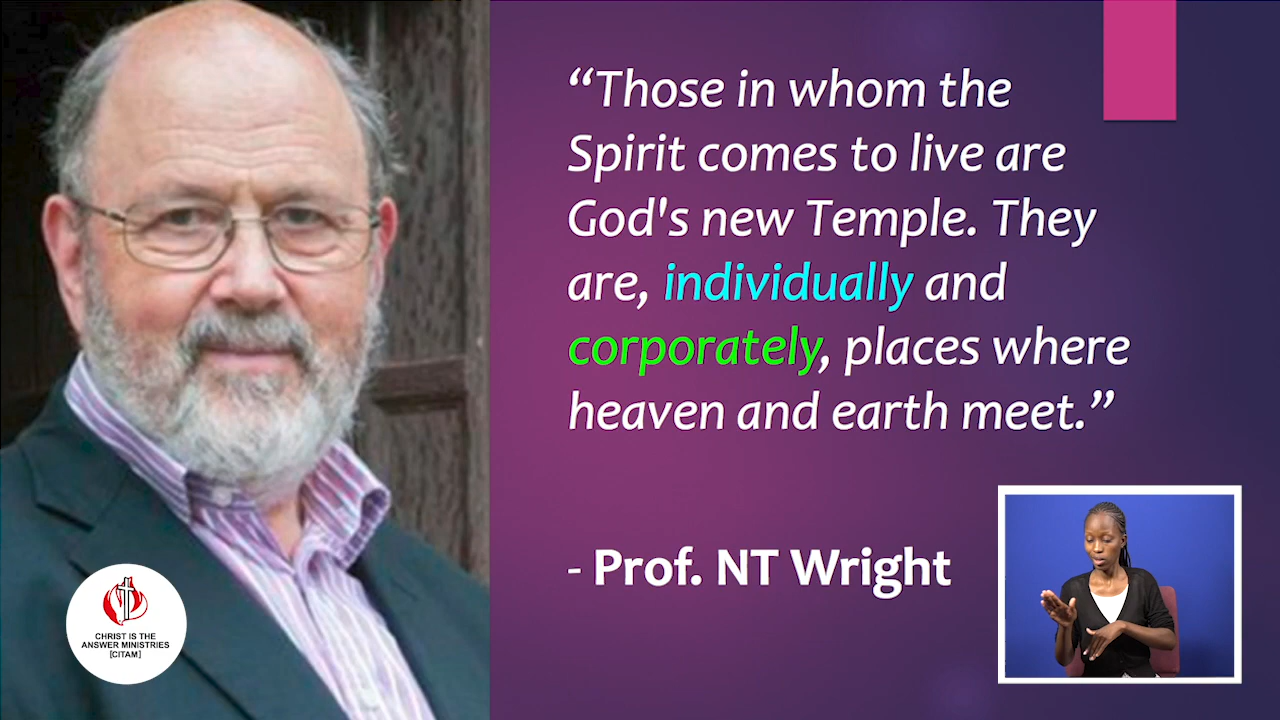 “Those in whom the
Spirit comes to live are
God's new Temple. They
are, individually and
corporately, places where
heaven and earth meet.”
- Prof. NT Wright
CHRIST IS THE
ANSWER MINISTRIES
[CITAM]